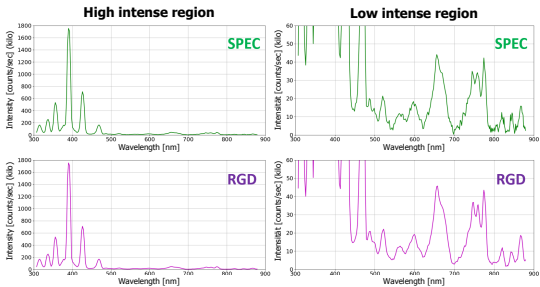 High intense region
Low intense region
SPEC
Intensity [counts/sec] (kilo)
1800
1600
1400
1200
1000
800
600
400
200
0
300 400 500 600 700 800 900
Wavelength [nm]
SPEC
Intenstit [counts/sec] (kilo)
60
50
40
30
20
10
0
300 400 500 600 700 800 900
Wavelength [nm]
RGD
Intensity [counts/sec] (kilo)
1800
1600
1400
1200
1000
800
600
400
200
0
300 400 500 600 700 800 900
Wavelength [nm]
RGD
Intensitt [counts/sec] (kilo)
60
50
40
30
20
10
0
300 400 500 600 700 800 900
Wavelength [nm]